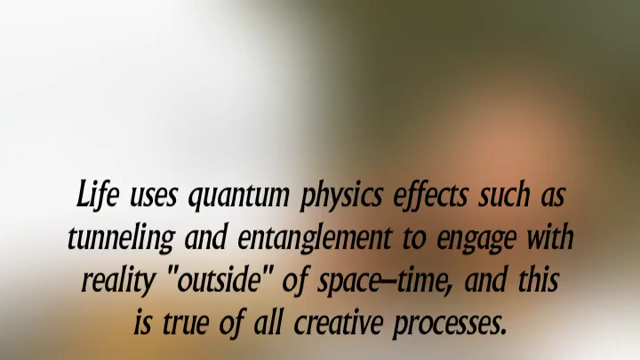 Life uses quantum physics effects such as
tunneling and entanglement to engage with
reality "outside" of space–time, and this
is true of all creative processes.